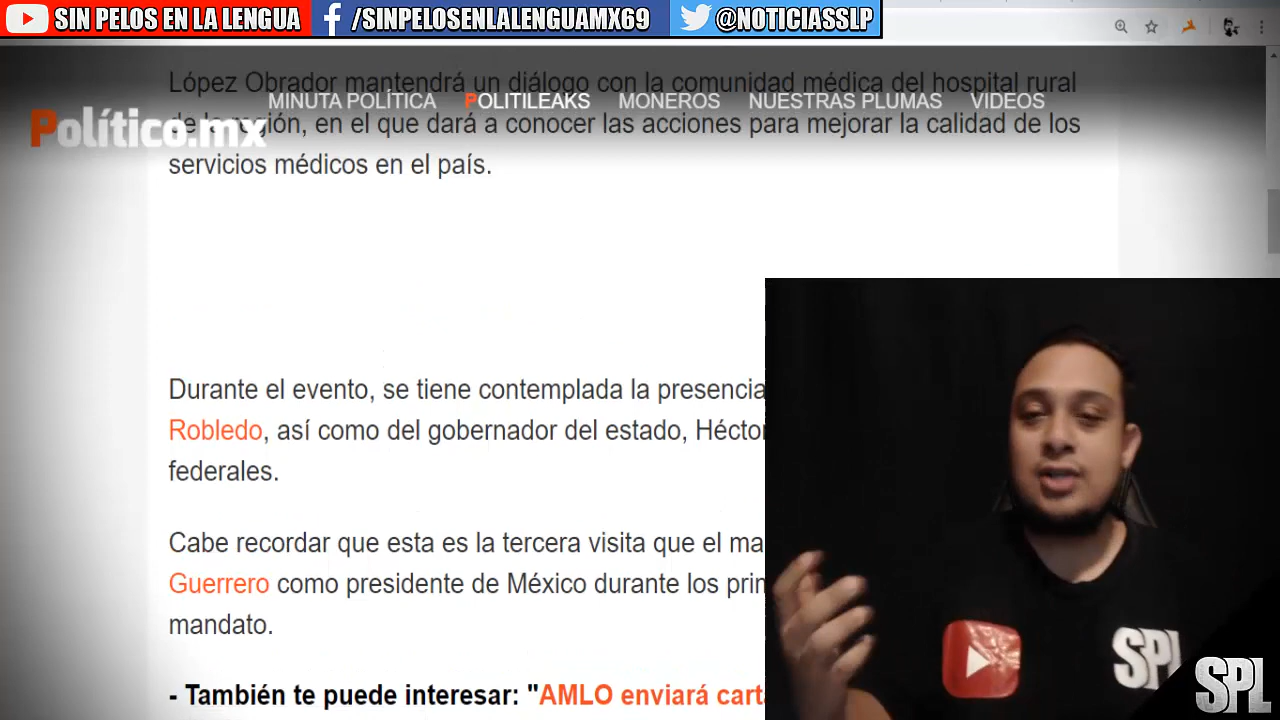 SIN PELOS EN LA LENGUA
/SINPELOSENLALENGUAMX69
@NOTICIASSLP
López Obrador mantendrá un diálogo con la comunidad médica del hospital rural
MINUTA POLÍTICA POLITILEAKS MONEROS NUESTRAS PLUMAS VIDEOS
Político.mx
de la región, en el que dará a conocer las acciones para mejorar la calidad de los
servicios médicos en el país.
Durante el evento, se tiene contemplada la presencia
Robledo, así como del gobernador del estado, Héctor
federales.
Cabe recordar que esta es la tercera visita que el ma
Guerrero como presidente de México durante los prim
mandato.
- También te puede interesar: "AMLO enviará carta
SPL
SPL